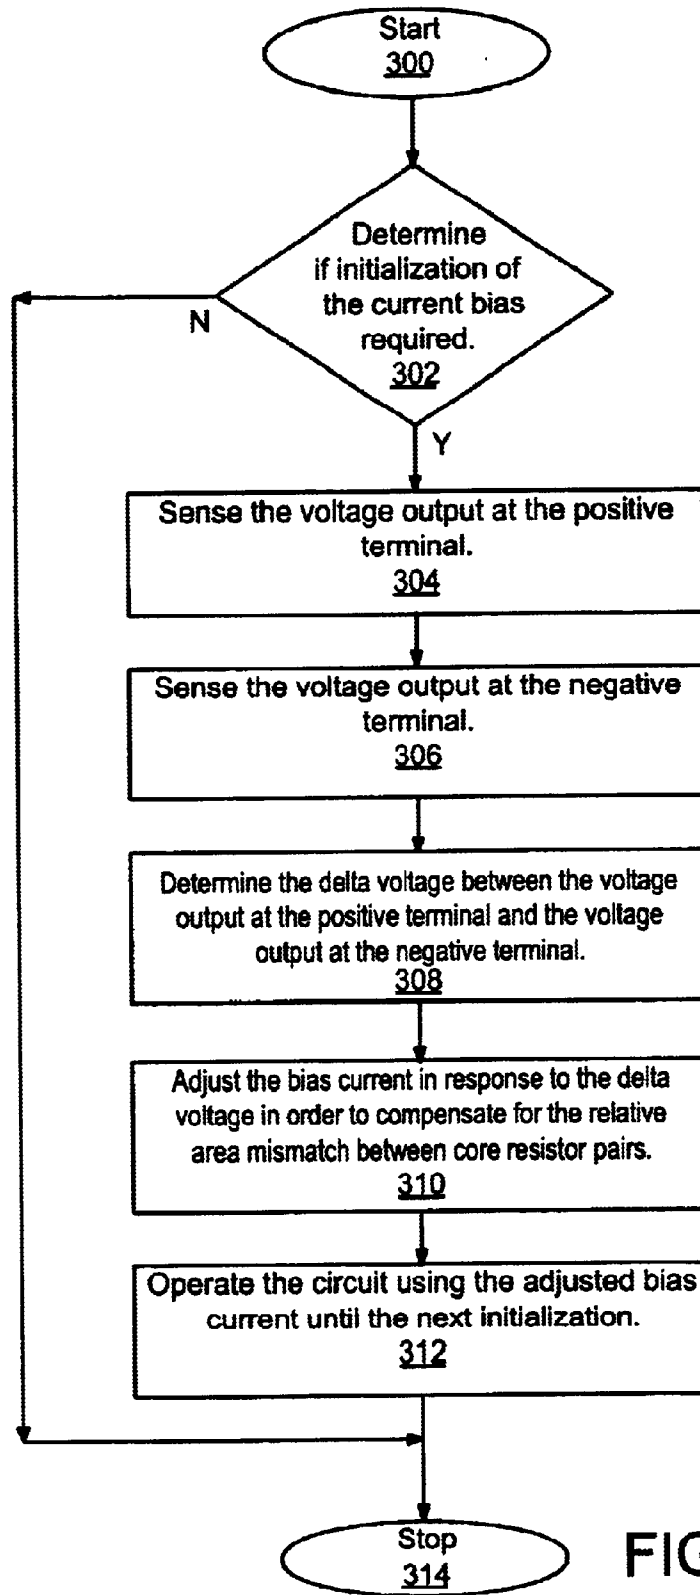 Start
300
Determine
if initialization of
the current bias
required.
302
N
Y
Sense the voltage output at the positive
terminal.
304
Sense the voltage output at the negative
terminal.
306
Determine the delta voltage between the voltage
output at the positive terminal and the voltage
output at the negative terminal.
308
Adjust the bias current in response to the delta
voltage in order to compensate for the relative
area mismatch between core resistor pairs.
310
Operate the circuit using the adjusted bias
current until the next initialization.
312
Stop
314